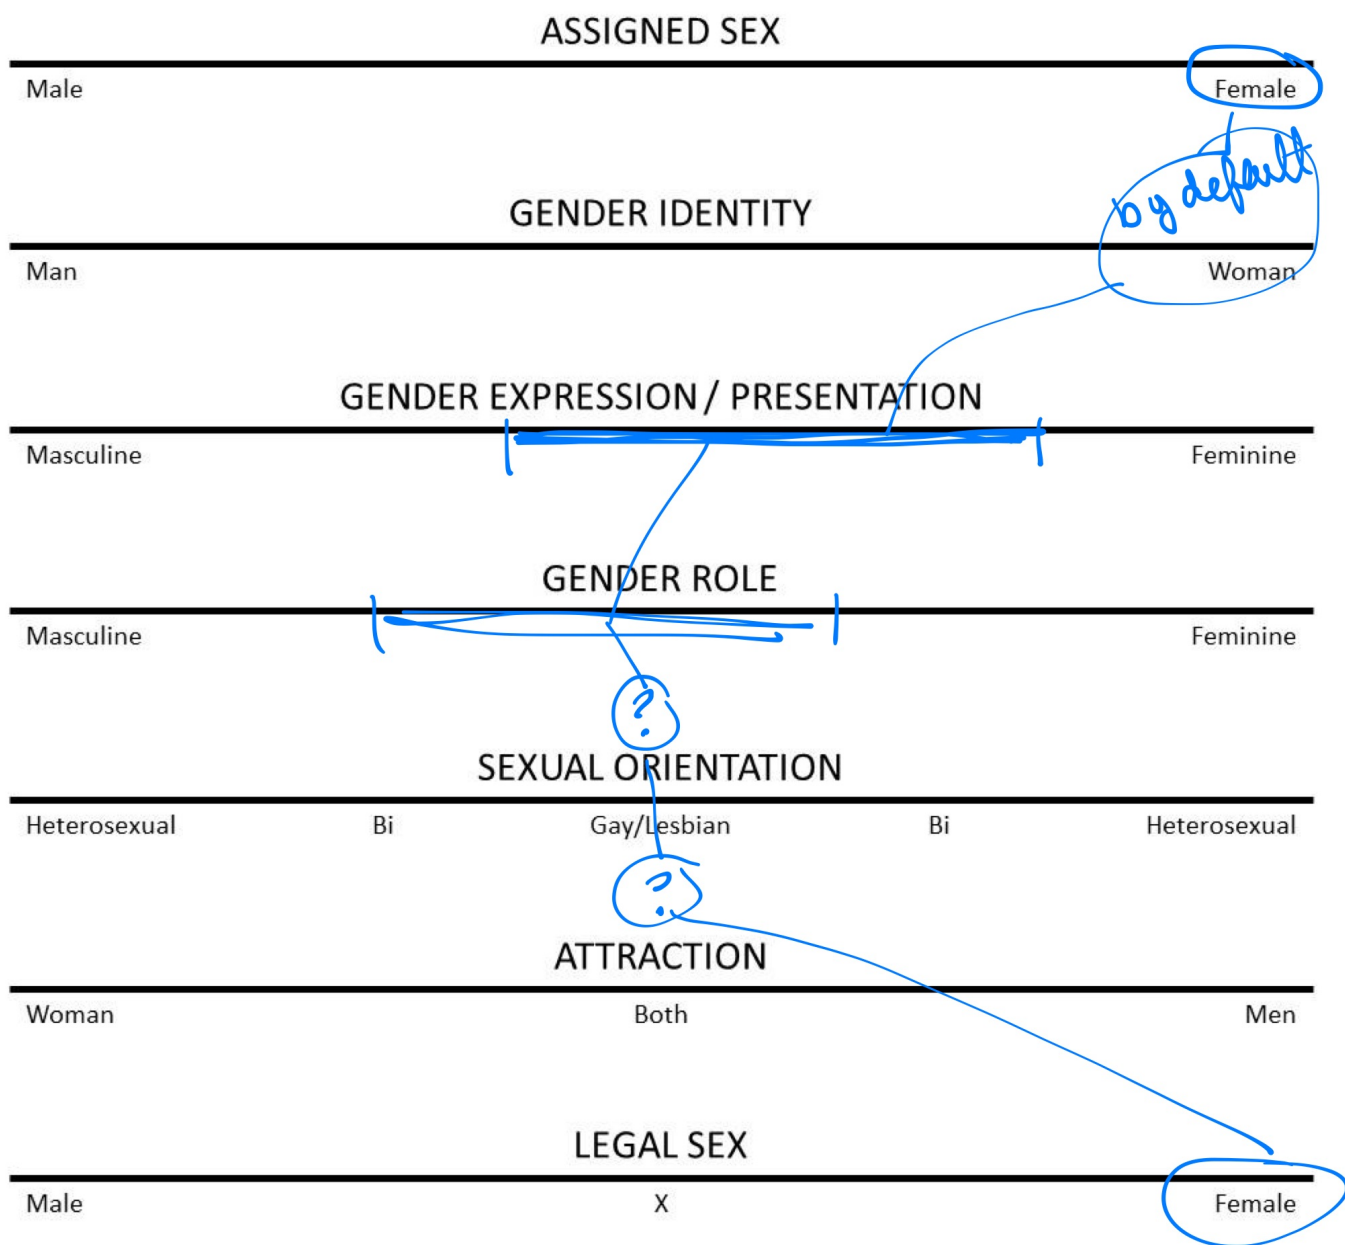 ASSIGNED SEX
Male Female
by default
GENDER IDENTITY
Man Woman
GENDER EXPRESSION / PRESENTATION
Masculine Feminine
GENDER ROLE
Masculine Feminine
?
SEXUAL ORIENTATION
Heterosexual Bi Gay/Lesbian Bi Heterosexual
?
ATTRACTION
Woman Both Men
LEGAL SEX
Male X Female